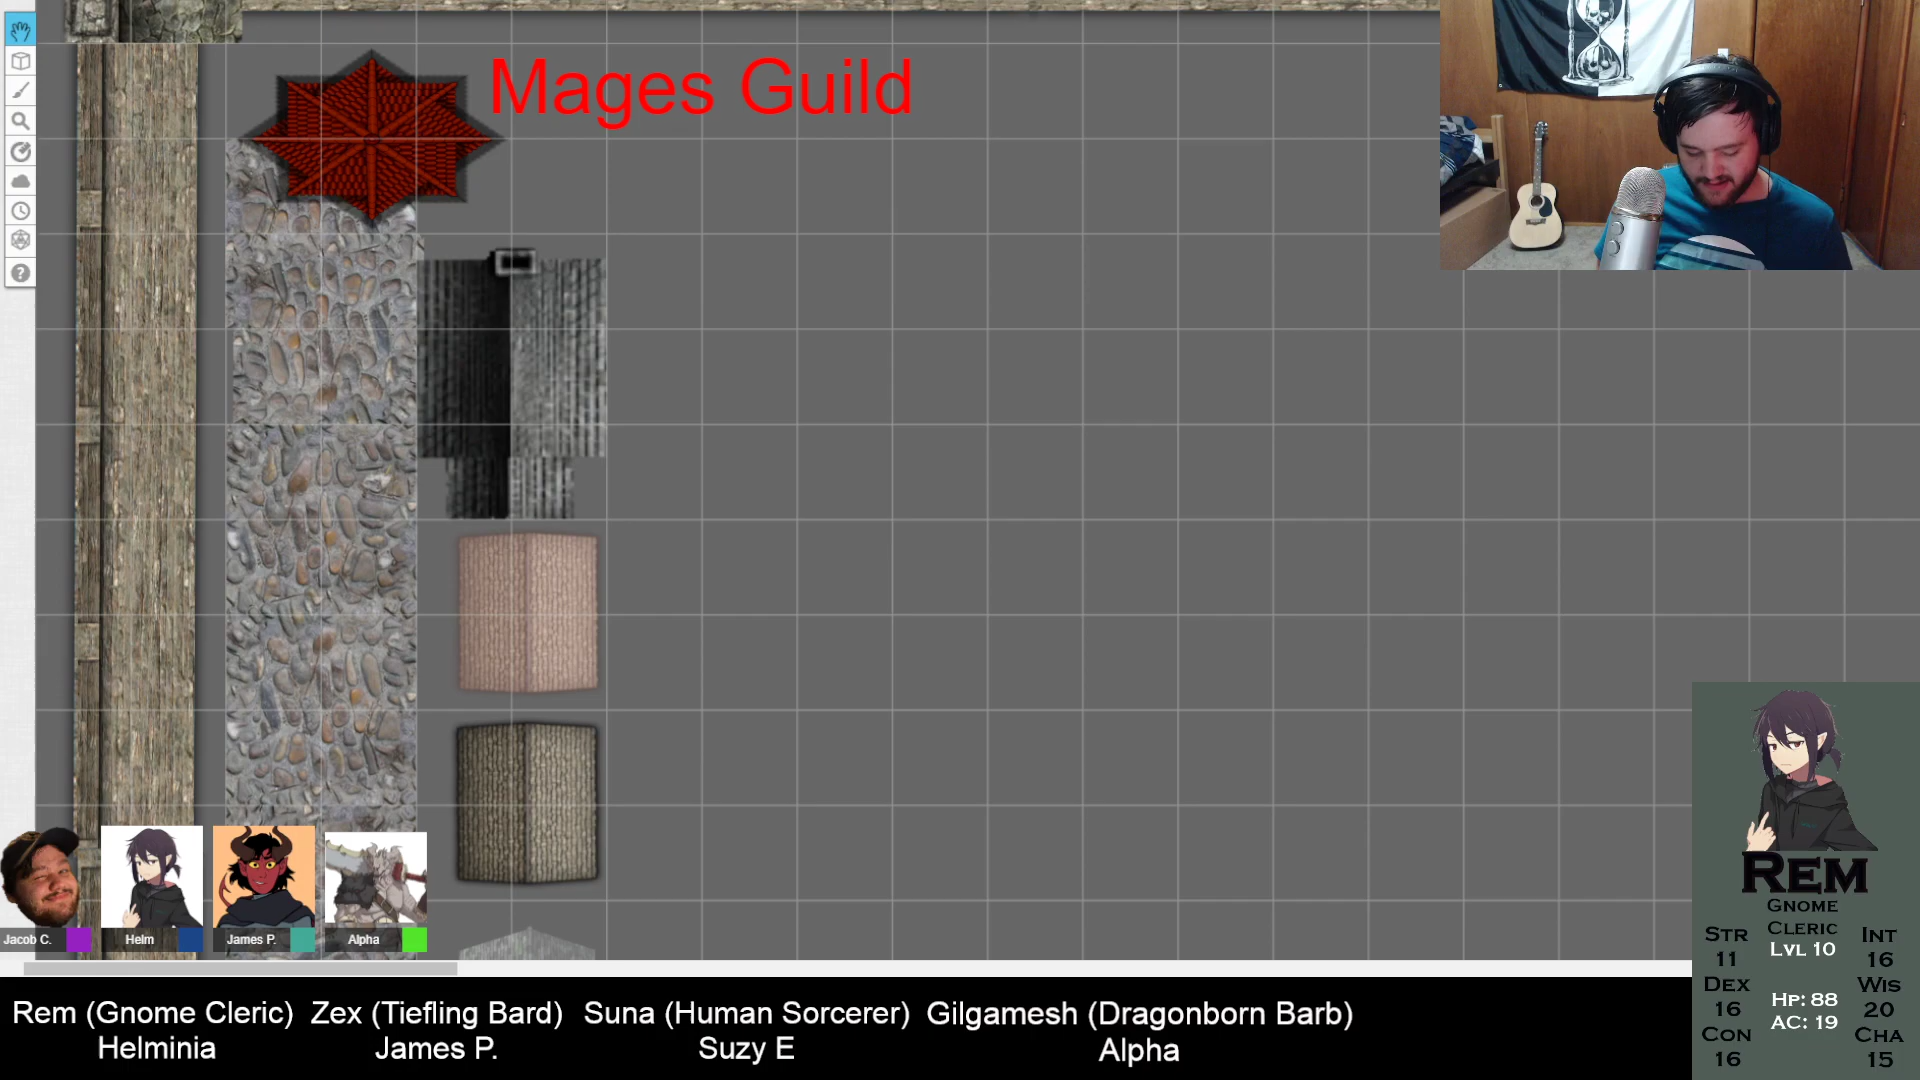 Mages Guild
Jacob C.
Helm
James P.
Alpha
REM
GNOME
CLERIC
LVL 10
STR
11
DEX
16
CON
16
HP: 88
AC: 19
INT
16
WIS
20
CHA
15
Rem (Gnome Cleric)
Helminia
Zex (Tiefling Bard)
James P.
Suna (Human Sorcerer)
Suzy E
Gilgamesh (Dragonborn Barb)
Alpha